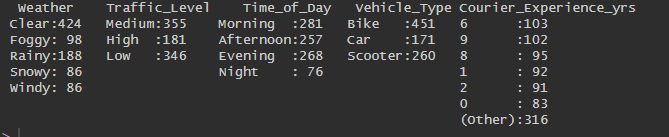 Weather    Traffic_Level    Time_of_Day    Vehicle_Type Courier_Experience_yrs
Clear:424   Medium:355   Morning  :281   Bike   :451   6      :103
Foggy: 98   High  :181   Afternoon:257   Car    :171   9      :102
Rainy:188   Low   :346   Evening  :268   Scooter:260   8      : 95
Snowy: 86                Night    : 76                 1      : 92
Windy: 86                                              2      : 91
                                                       0      : 83
                                                       (Other):316
>